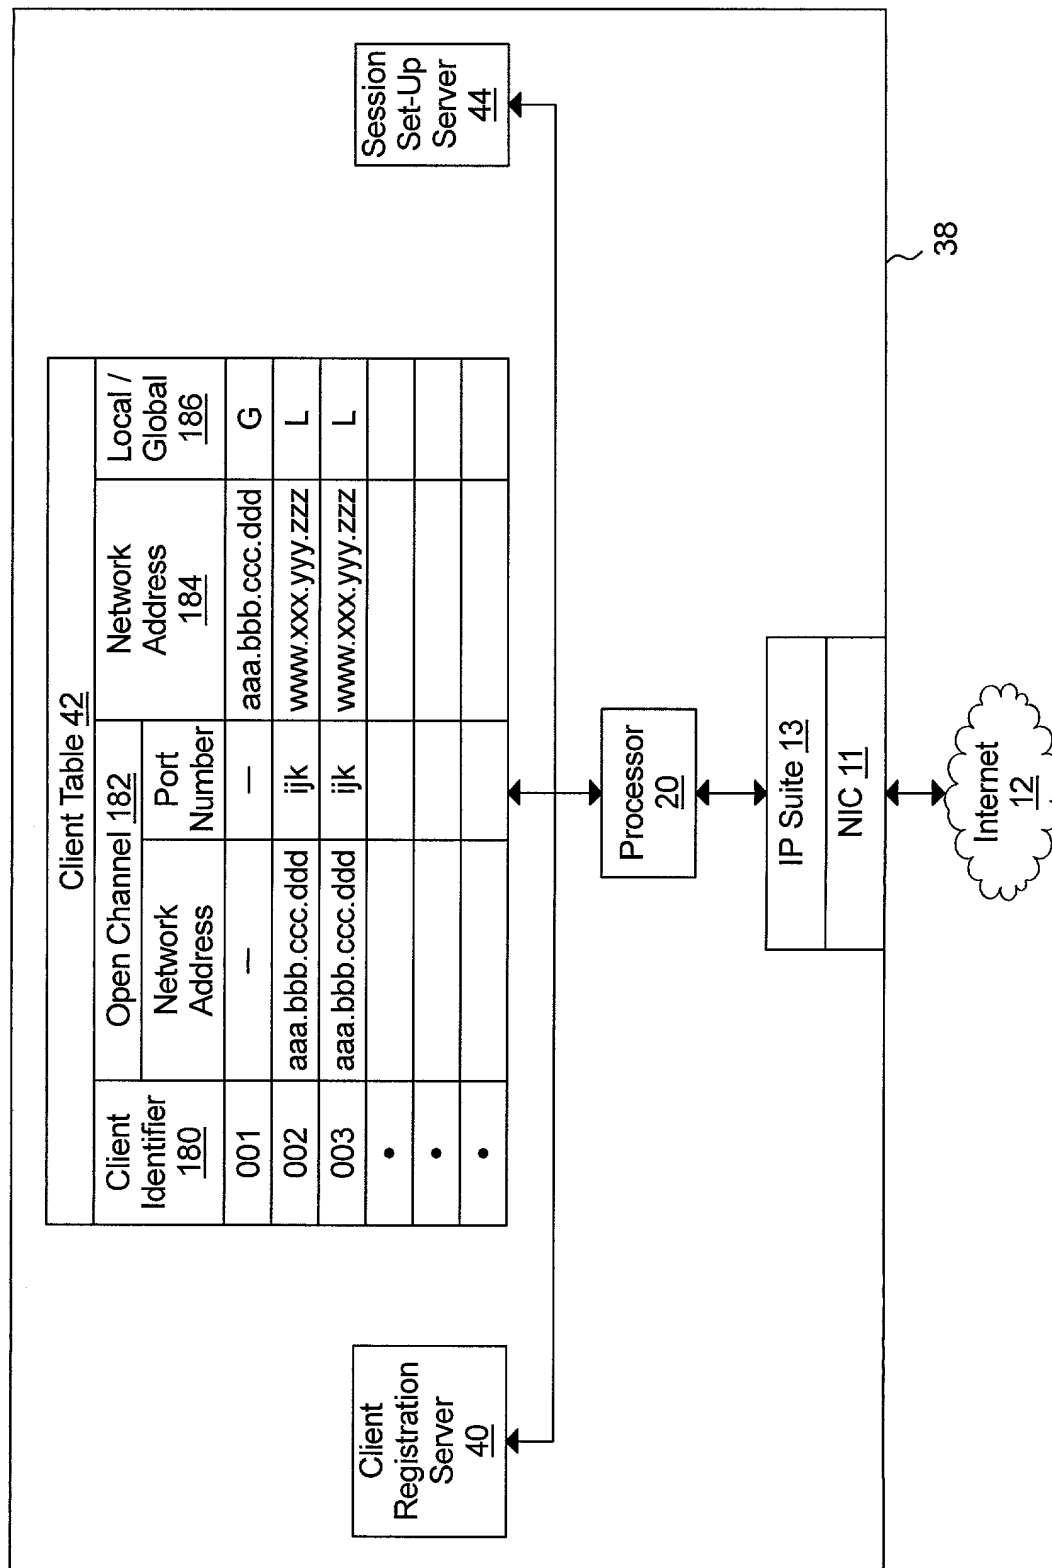 Client Table 42
Client Identifier 180
Open Channel 182
Network Address
Port Number
Network Address 184
Local / Global 186
001 — — aaa.bbb.ccc.ddd G
002 aaa.bbb.ccc.ddd ijk www.xxx.yyy.zzz L
003 aaa.bbb.ccc.ddd ijk www.xxx.yyy.zzz L
•
•
•
Client
Registration
Server
40
Session
Set-Up
Server
44
Processor
20
IP Suite 13
NIC 11
Internet
12
38